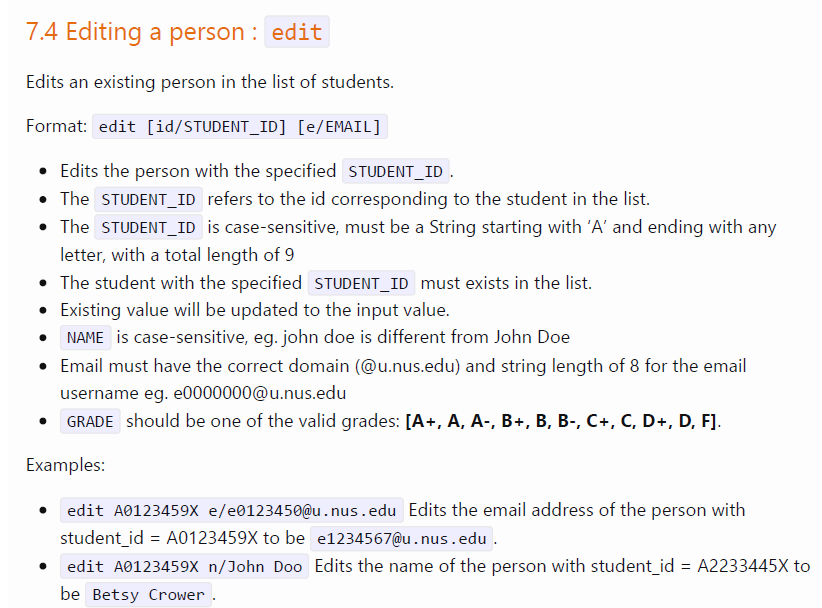 7.4 Editing a person : edit
Edits an existing person in the list of students.
Format: edit [id/STUDENT_ID] [e/EMAIL]
• Edits the person with the specified STUDENT_ID.
• The STUDENT_ID refers to the id corresponding to the student in the list.
• The STUDENT_ID is case-sensitive, must be a String starting with ‘A’ and ending with any
letter, with a total length of 9
• The student with the specified STUDENT_ID must exists in the list.
• Existing value will be updated to the input value.
• NAME is case-sensitive, eg. john doe is different from John Doe
• Email must have the correct domain (@u.nus.edu) and string length of 8 for the email
username eg. e0000000@u.nus.edu
• GRADE should be one of the valid grades: [A+, A, A-, B+, B, B-, C+, C, D+, D, F].
Examples:
• edit A0123459X e/e0123450@u.nus.edu Edits the email address of the person with
student_id = A0123459X to be e1234567@u.nus.edu.
• edit A0123459X n/John Doo Edits the name of the person with student_id = A2233445X to
be Betsy Crower.